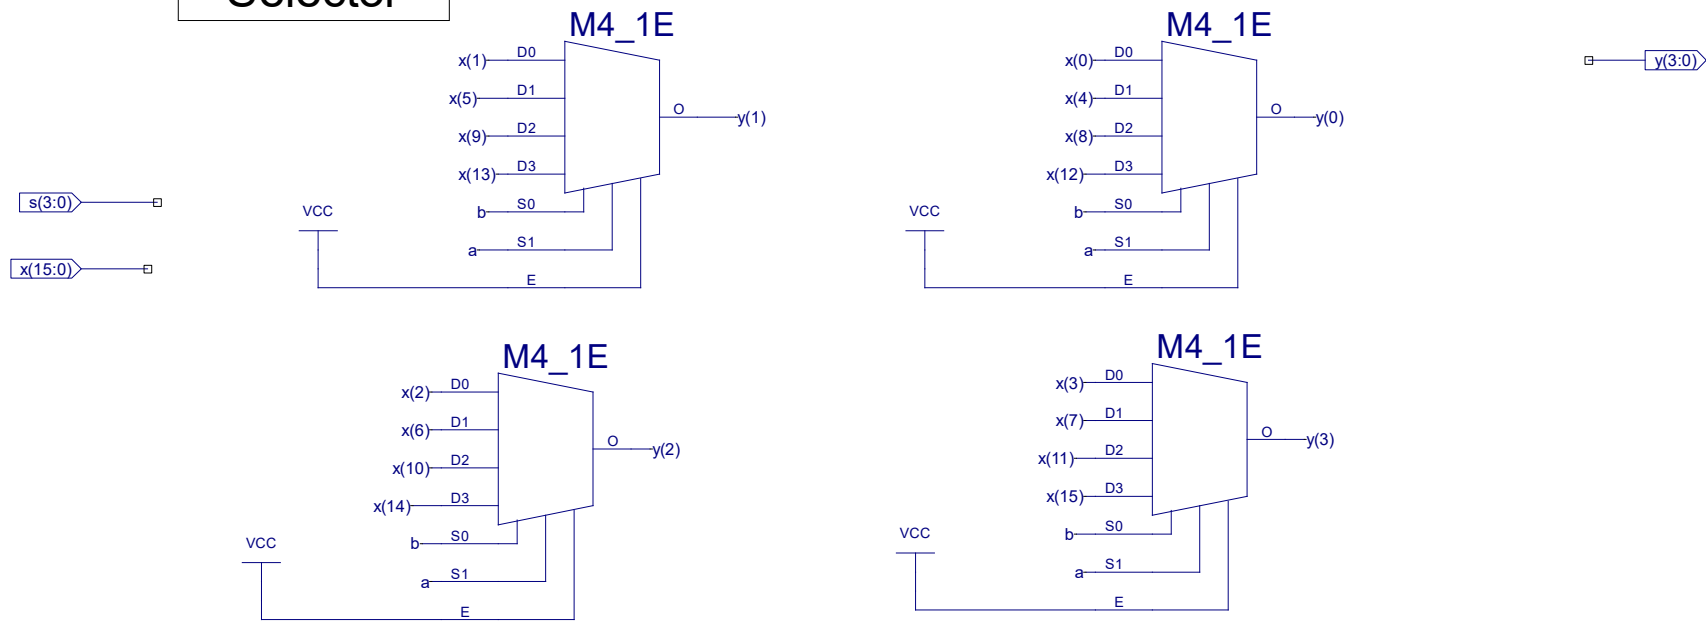 Selector
M4_1E
x(1)
D0
x(5)
D1
x(9)
D2
x(13)
D3
b
S0
a
S1
E
O
y(1)
VCC
M4_1E
x(0)
D0
x(4)
D1
x(8)
D2
x(12)
D3
b
S0
a
S1
E
O
y(0)
VCC
y(3:0)
s(3:0)
x(15:0)
M4_1E
x(2)
D0
x(6)
D1
x(10)
D2
x(14)
D3
b
S0
a
S1
E
O
y(2)
VCC
M4_1E
x(3)
D0
x(7)
D1
x(11)
D2
x(15)
D3
b
S0
a
S1
E
O
y(3)
VCC